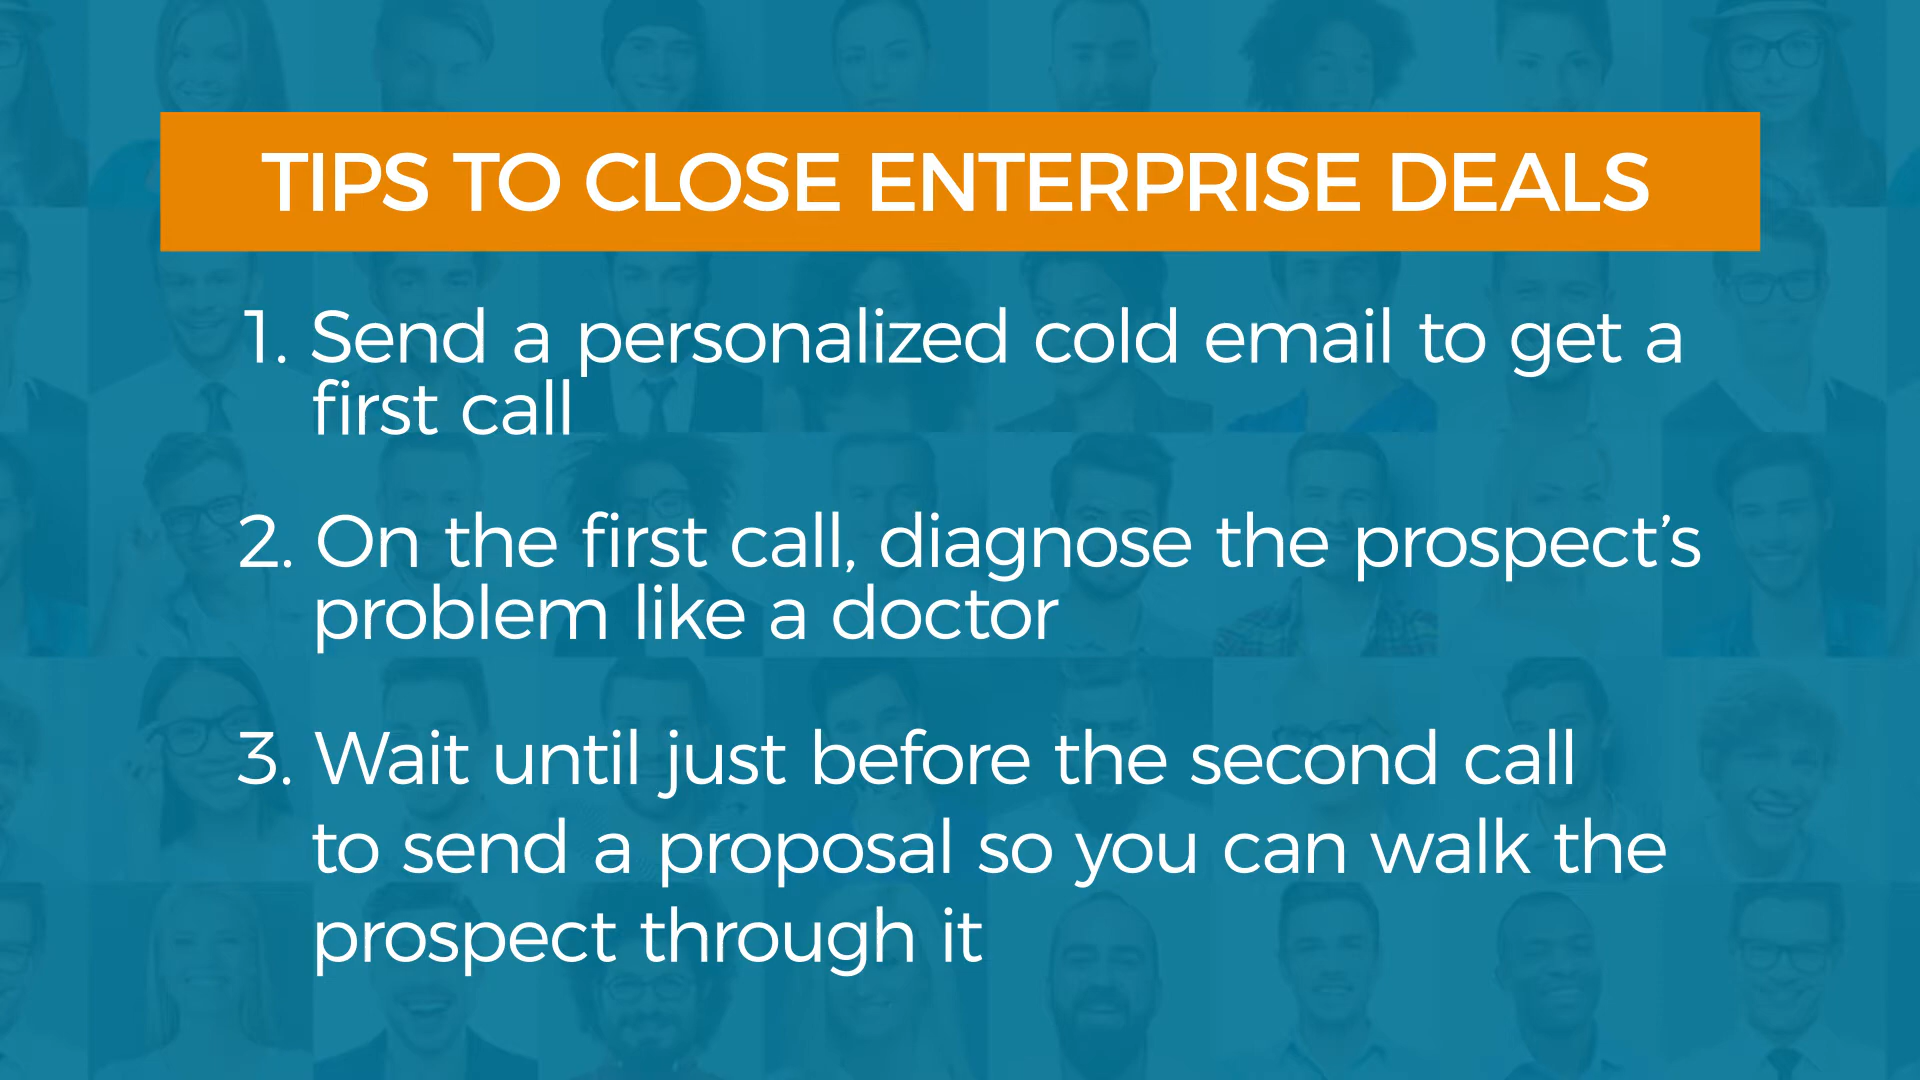 TIPS TO CLOSE ENTERPRISE DEALS
1. Send a personalized cold email to get a
first call
2. On the first call, diagnose the prospect’s
problem like a doctor
3. Wait until just before the second call
to send a proposal so you can walk the
prospect through it